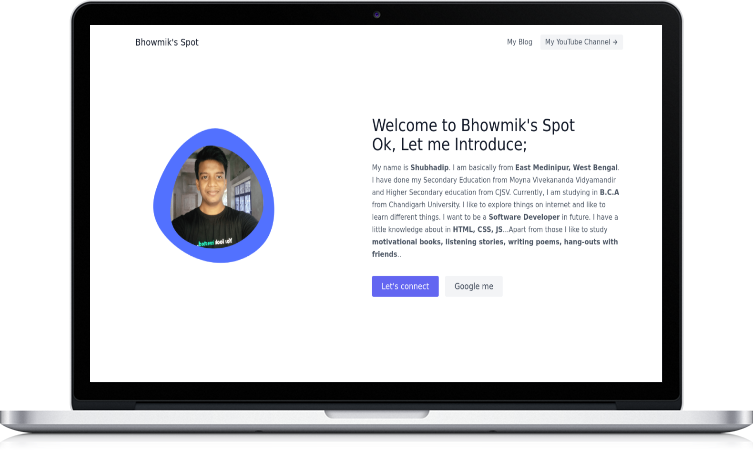 Bhowmik's Spot
My Blog
My YouTube Channel →
Welcome to Bhowmik's Spot
Ok, Let me Introduce;
My name is Shubhadip. I am basically from East Medinipur, West Bengal.
I have done my Secondary Education from Moyna Vivekananda Vidyamandir
and Higher Secondary education from CJSV. Currently, I am studying in B.C.A
from Chandigarh University. I like to explore things on internet and like to
learn different things. I want to be a Software Developer in future. I have a
little knowledge about in HTML, CSS, JS...Apart from those I like to study
motivational books, listening stories, writing poems, hang-outs with
friends..
Let's connect
Google me